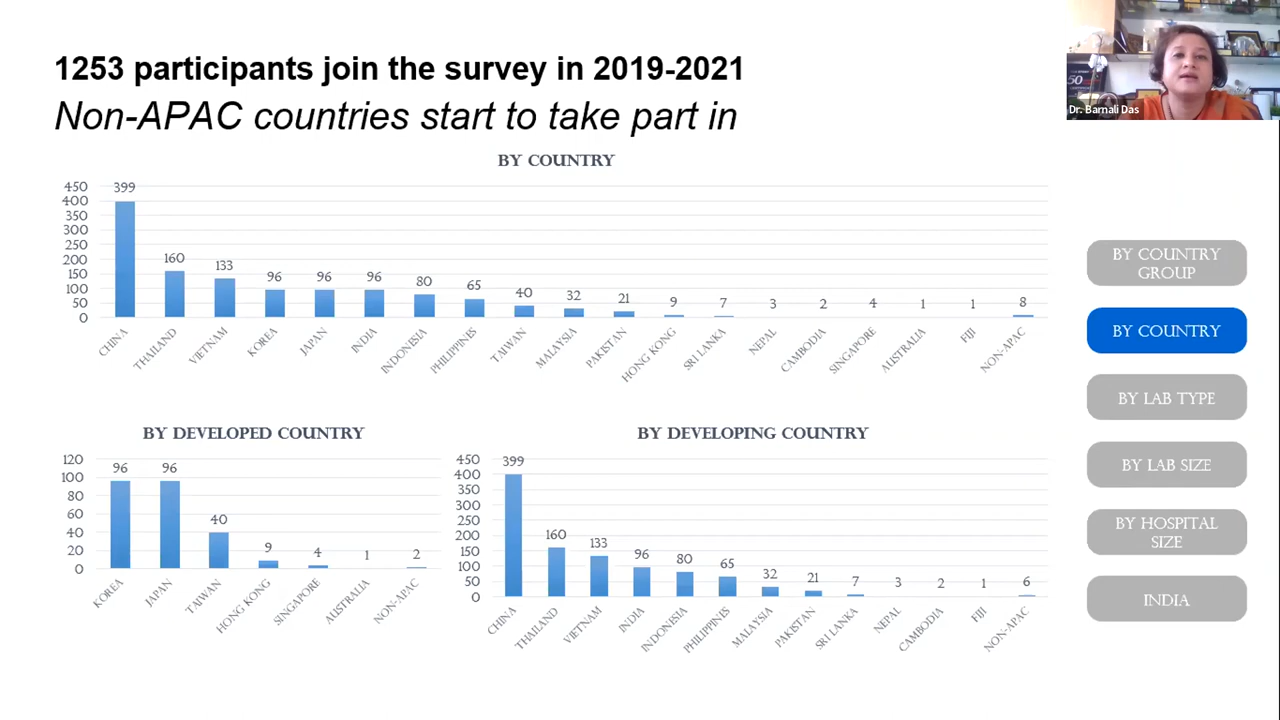 1253 participants join the survey in 2019-2021
Non-APAC countries start to take part in
Dr. Barnali Das
50
BY COUNTRY
450
400
350
300
250
200
150
100
50
0
399
160
133
96
96
96
80
65
40
32
21
9
7
3
2
4
1
1
8
CHINA
THAILAND
VIETNAM
KOREA
JAPAN
INDIA
INDONESIA
PHILIPPINES
TAIWAN
MALAYSIA
PAKISTAN
HONG KONG
SRI LANKA
NEPAL
CAMBODIA
SINGAPORE
AUSTRALIA
FIJI
NON-APAC
BY DEVELOPED COUNTRY
120
100
80
60
40
20
0
96
96
40
9
4
1
2
KOREA
JAPAN
TAIWAN
HONG KONG
SINGAPORE
AUSTRALIA
NON-APAC
BY DEVELOPING COUNTRY
450
400
350
300
250
200
150
100
50
0
399
160
133
96
80
65
32
21
7
3
2
1
6
CHINA
THAILAND
VIETNAM
INDIA
INDONESIA
PHILIPPINES
MALAYSIA
PAKISTAN
SRI LANKA
NEPAL
CAMBODIA
FIJI
NON-APAC
BY COUNTRY
GROUP
BY COUNTRY
BY LAB TYPE
BY LAB SIZE
BY HOSPITAL
SIZE
INDIA